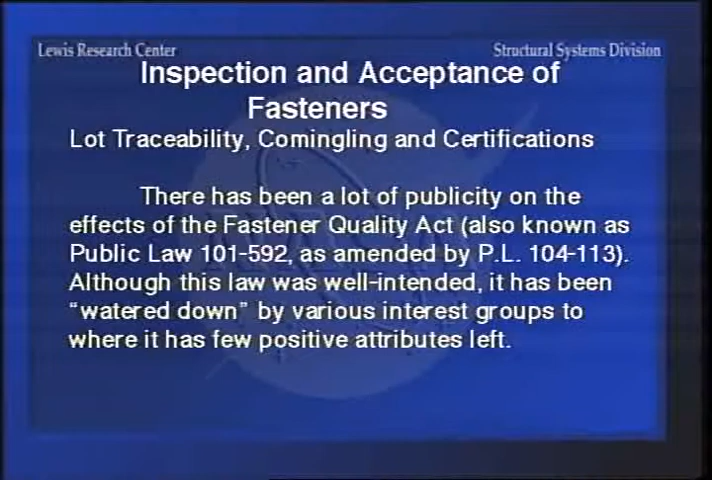 Lewis Research Center
Structural Systems Division
Inspection and Acceptance of
Fasteners
Lot Traceability, Comingling and Certifications
There has been a lot of publicity on the
effects of the Fastener Quality Act (also known as
Public Law 101-592, as amended by P.L. 104-113).
Although this law was well-intended, it has been
“watered down” by various interest groups to
where it has few positive attributes left.